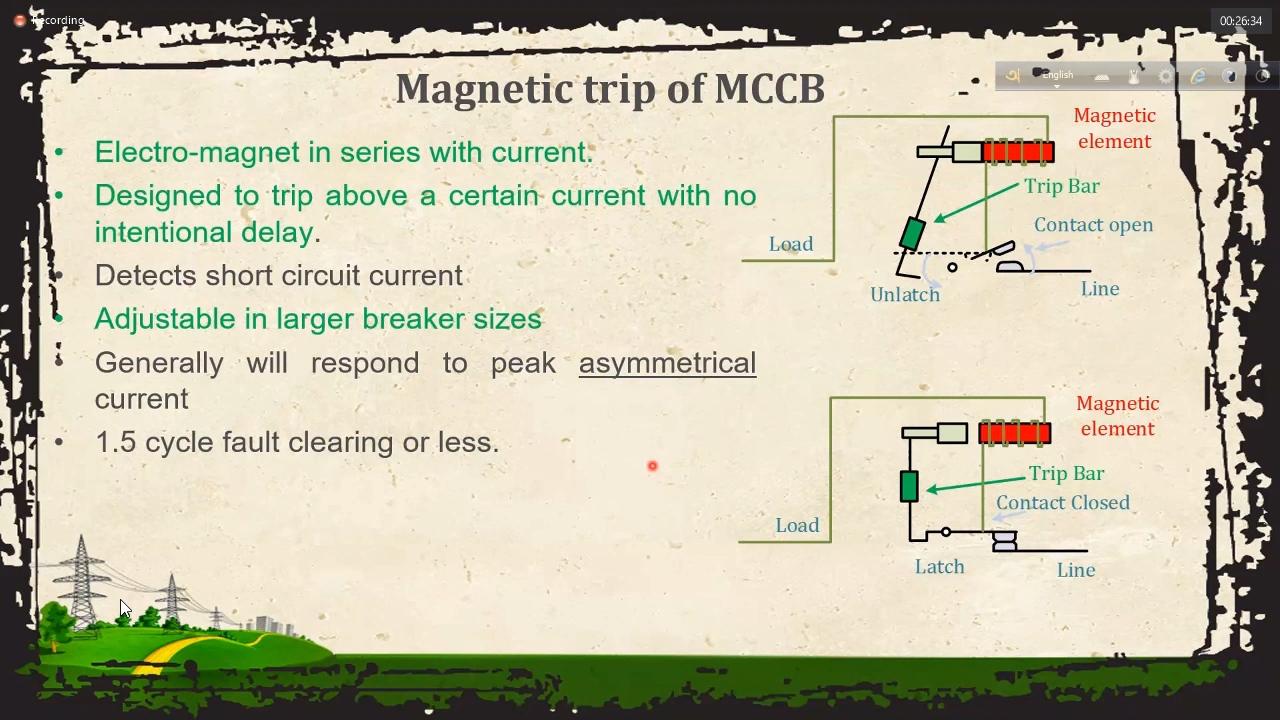 Recording
00:26:34
English
Magnetic trip of MCCB
• Electro-magnet in series with current.
• Designed to trip above a certain current with no
intentional delay.
• Detects short circuit current
• Adjustable in larger breaker sizes
• Generally will respond to peak asymmetrical
current
• 1.5 cycle fault clearing or less.
Magnetic
element
Trip Bar
Contact open
Load
Unlatch
Line
Magnetic
element
Trip Bar
Contact Closed
Load
Latch
Line